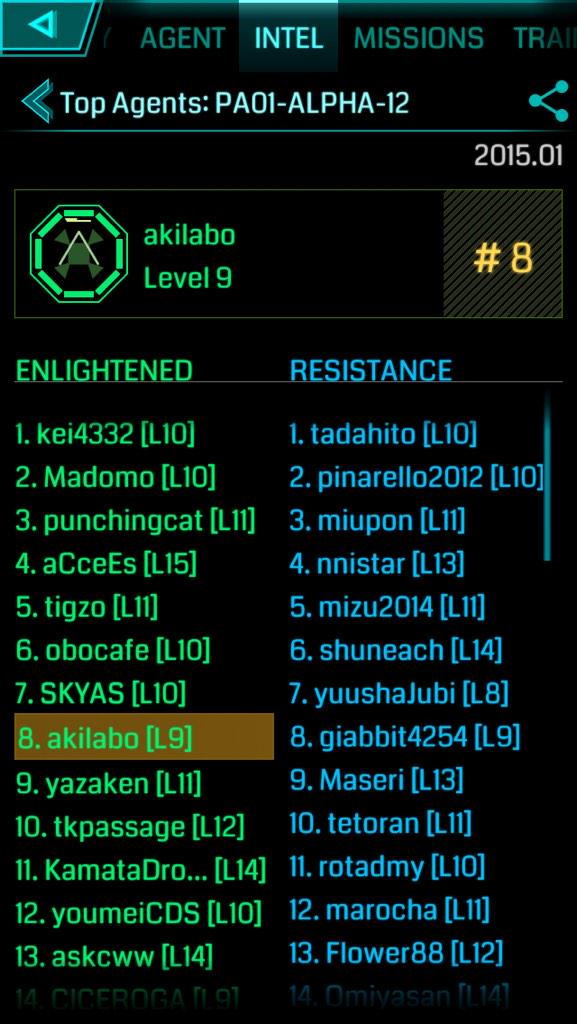 Y AGENT INTEL MISSIONS TRAI
Top Agents: PA01-ALPHA-12
2015.01
akilabo
Level 9
# 8
ENLIGHTENED
1. kei4332 [L10]
2. Madomo [L10]
3. punchingcat [L11]
4. aCceEs [L15]
5. tigzo [L11]
6. obocafe [L10]
7. SKYAS [L10]
8. akilabo [L9]
9. yazaken [L11]
10. tkpassage [L12]
11. KamataDro... [L14]
12. youmeiCDS [L10]
13. askcww [L14]
14. CICEROGA [L9]
RESISTANCE
1. tadahito [L10]
2. pinarello2012 [L10]
3. miupon [L11]
4. nnistar [L13]
5. mizu2014 [L11]
6. shuneach [L14]
7. yuushaJubi [L8]
8. giabbit4254 [L9]
9. Maseri [L13]
10. tetoran [L11]
11. rotadmy [L10]
12. marocha [L11]
13. Flower88 [L12]
14. Omiyasan [L14]